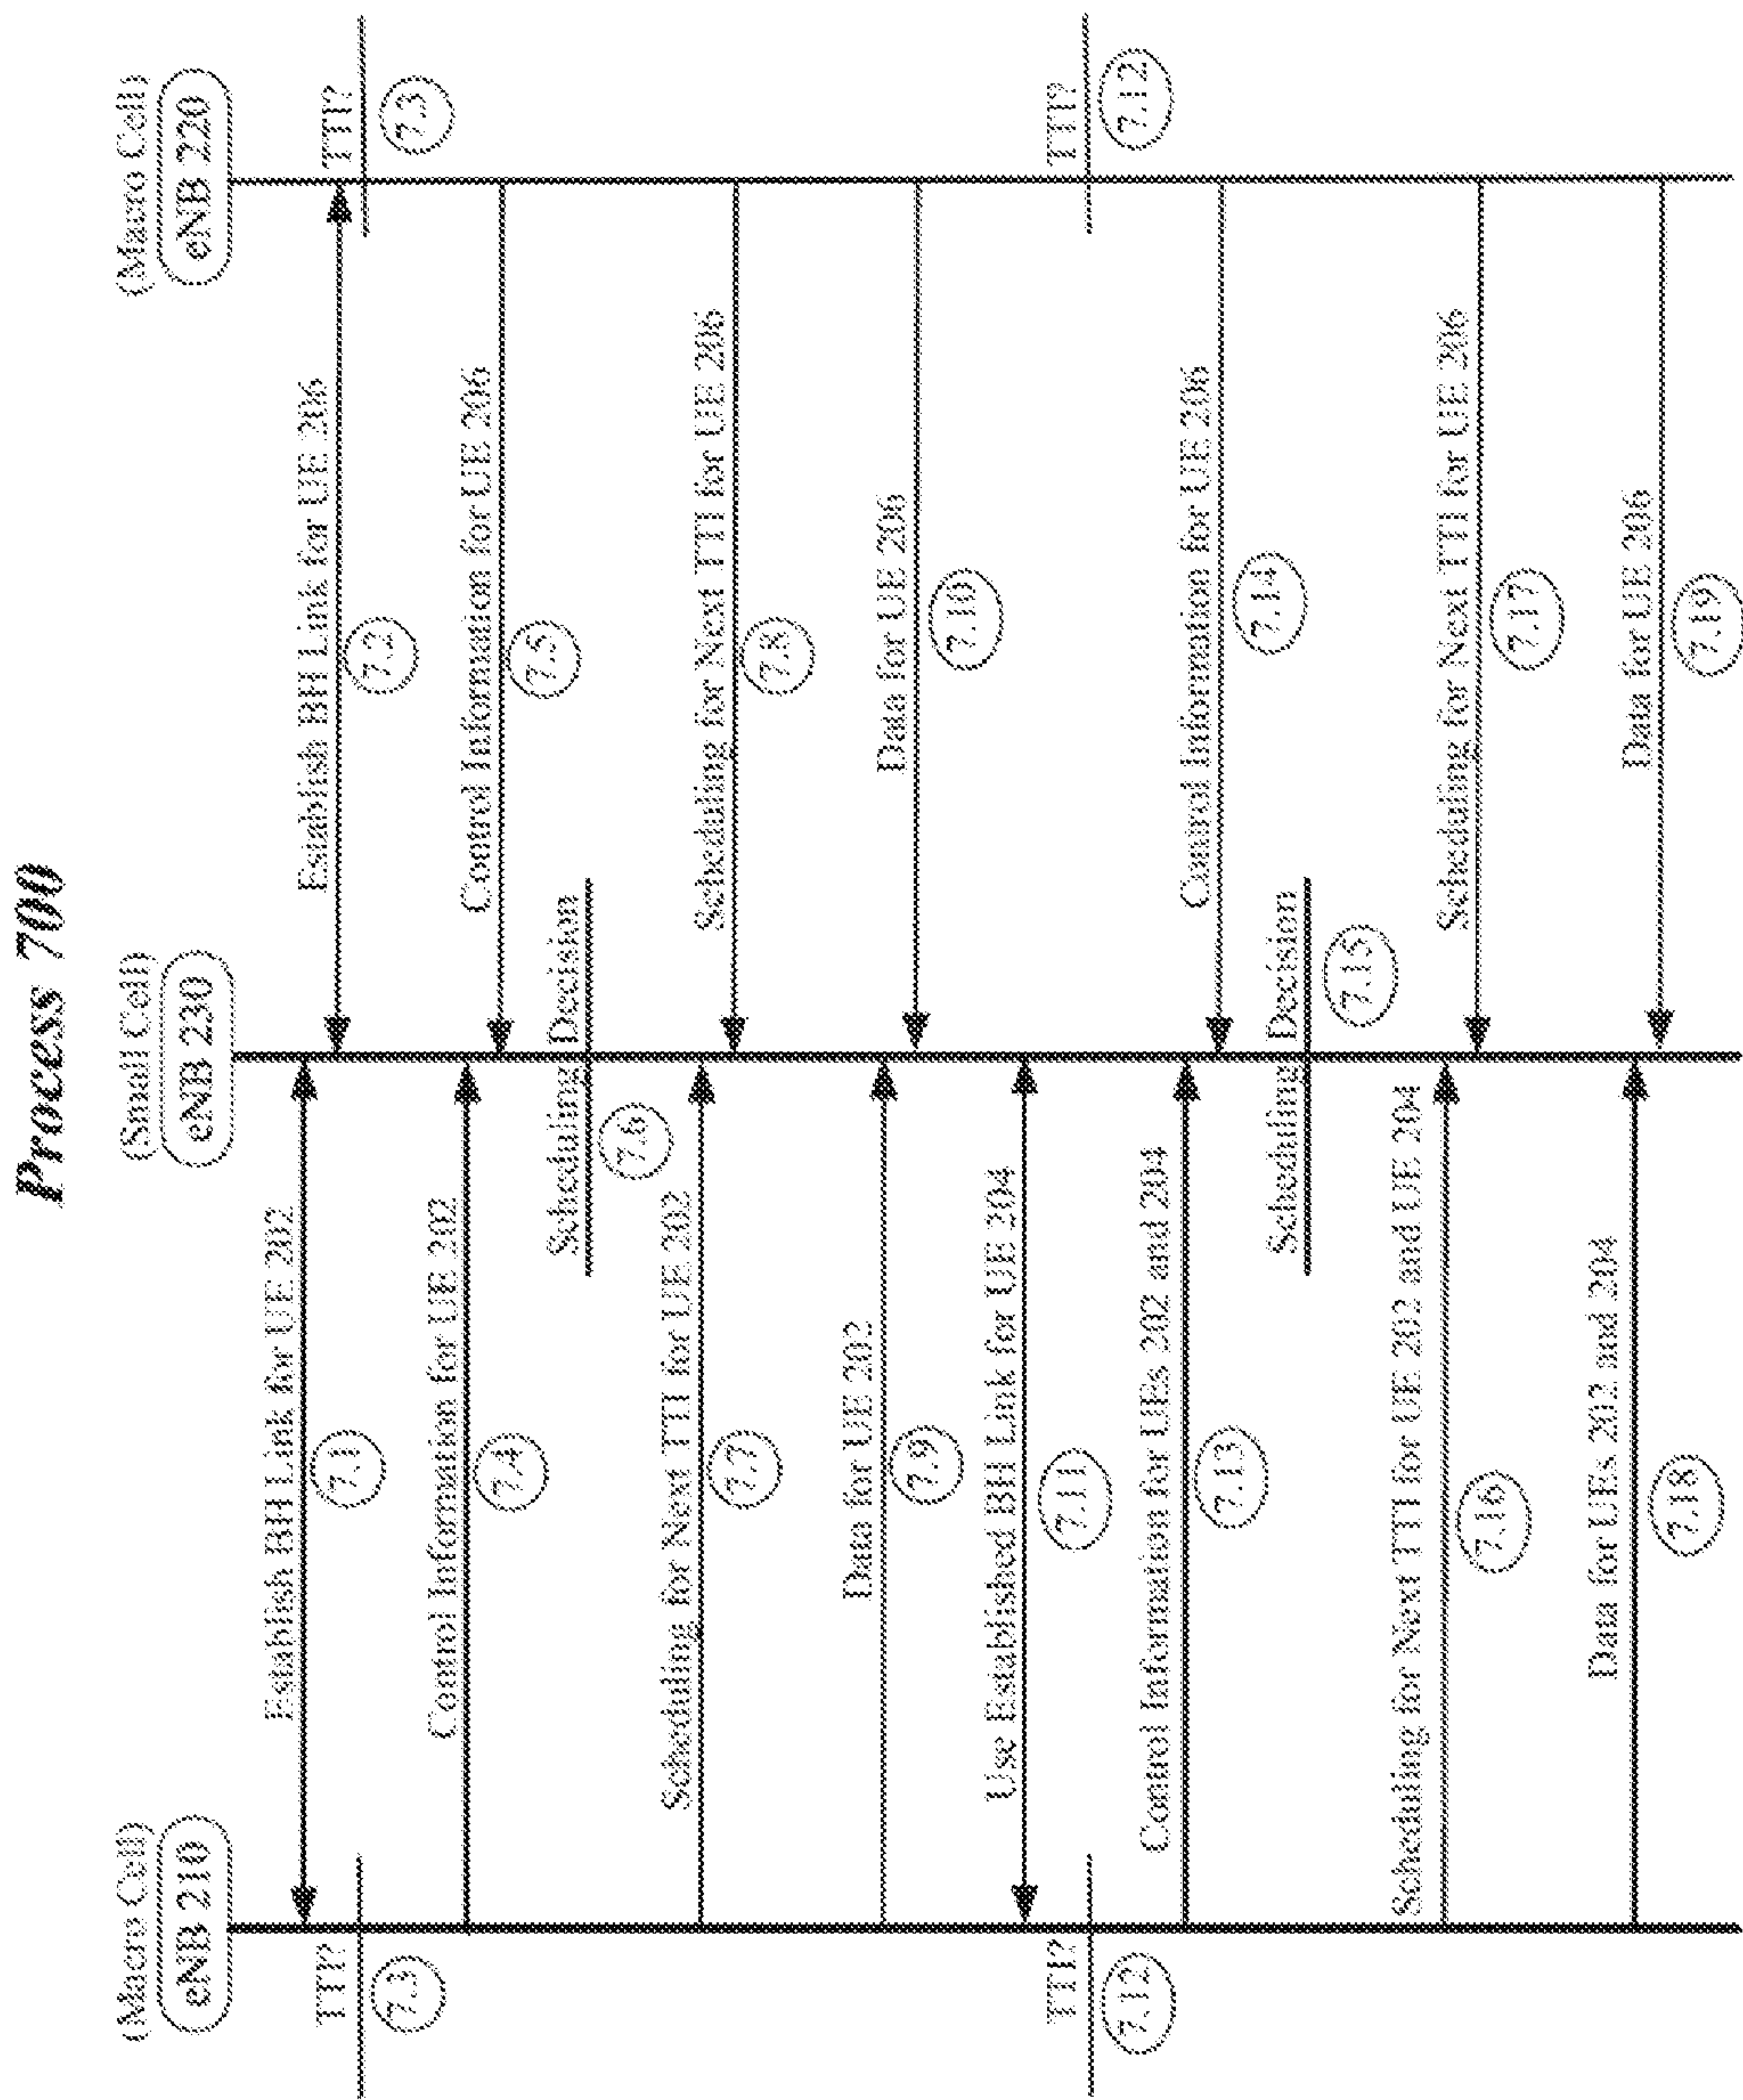 Process 700
(Macro Cell)
eNB 210
(Small Cell)
eNB 230
(Macro Cell)
eNB 220
Establish BH Link for UE 202
7.1
Establish BH Link for UE 206
7.2
TTI?
7.3
TTI?
7.3
Control Information for UE 202
7.4
Control Information for UE 206
7.5
Scheduling Decision
7.6
Scheduling for Next TTI for UE 202
7.7
Scheduling for Next TTI for UE 206
7.8
Data for UE 202
7.9
Data for UE 206
7.10
Use Established BH Link for UE 204
7.11
TTI?
7.12
TTI?
7.12
Control Information for UEs 202 and 204
7.13
Control Information for UE 206
7.14
Scheduling Decision
7.15
Scheduling for Next TTI for UE 202 and UE 204
7.16
Scheduling for Next TTI for UE 206
7.17
Data for UEs 202 and 204
7.18
Data for UE 206
7.19